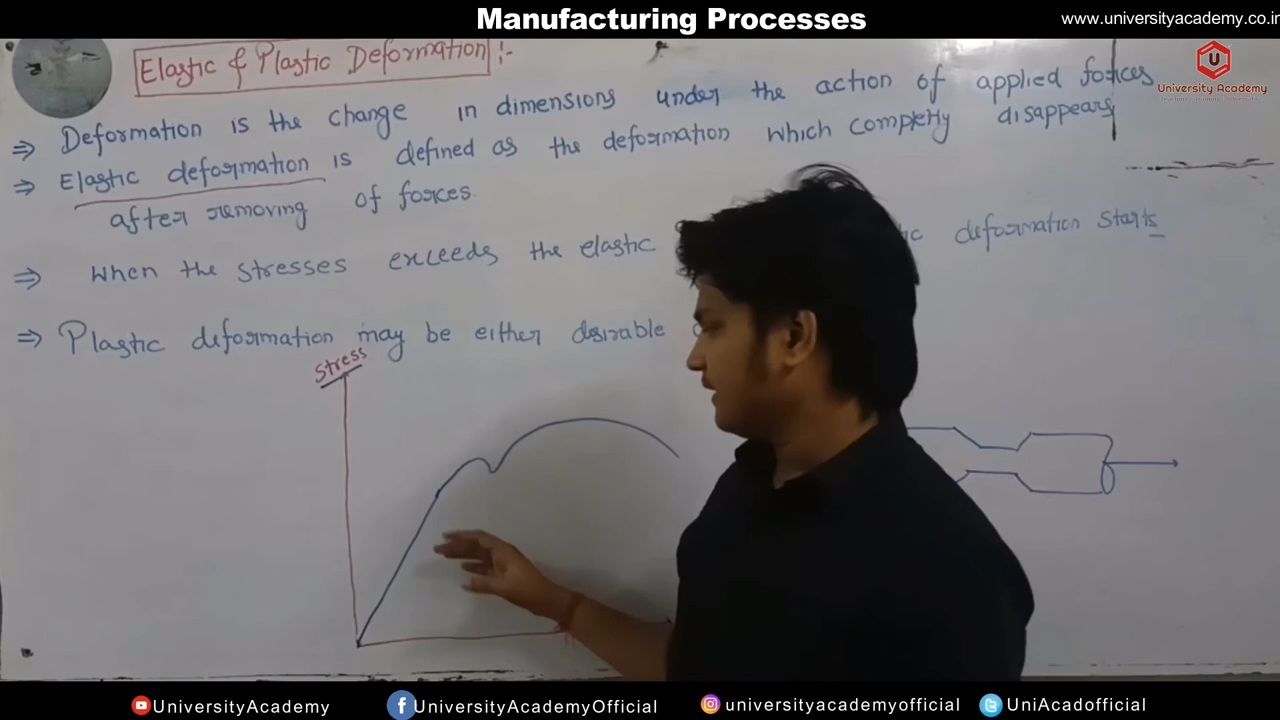 Manufacturing Processes
www.universityacademy.co.in
Elastic & Plastic Deformation :-
U
University Academy
⇒ Deformation is the change in dimensions under the action of applied forces
⇒ Elastic deformation is defined as the deformation which completly disappears
after removing of forces.
⇒ When the stresses exceeds the elastic deformation starts
⇒ Plastic deformation may be either desirable
Stress
UniversityAcademy
UniversityAcademyOfficial
universityacademyofficial
UniAcadofficial